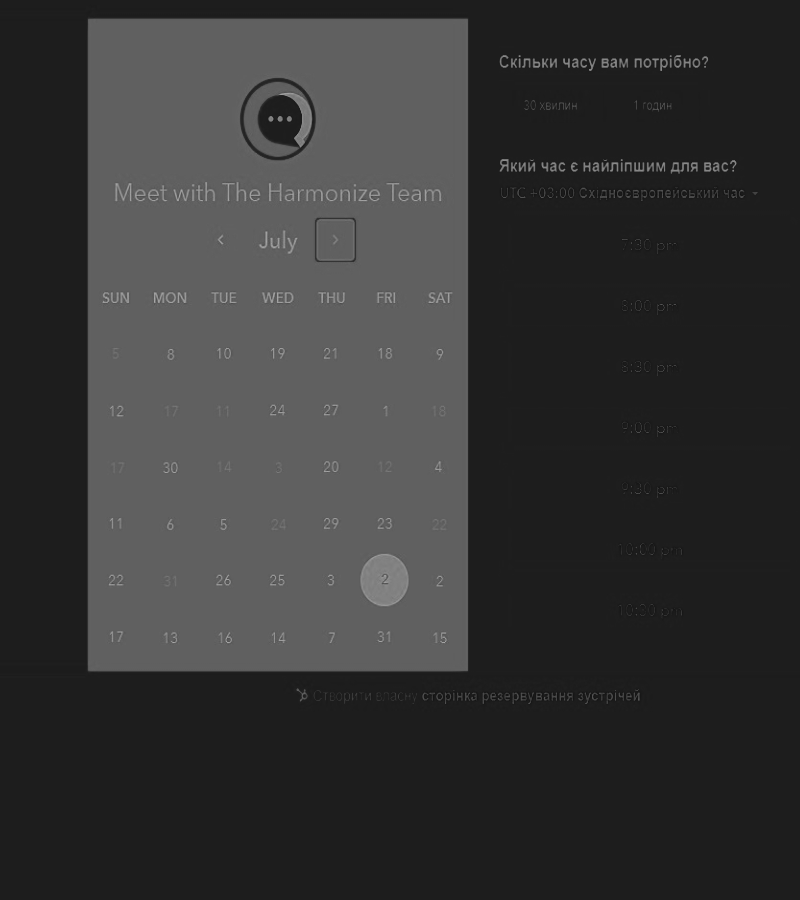 Meet with The Harmonize Team
July
SUN MON TUE WED THU FRI SAT
5 8 10 19 21 18 9
12 17 11 24 27 1 18
17 30 14 3 20 12 4
11 6 5 24 29 23 22
22 31 26 25 3 2 2
17 13 16 14 7 31 15
Скільки часу вам потрібно?
30 хвилин 1 годин
Який час є найліпшим для вас?
UTC +03:00 Східноєвропейський час
7:30 pm
8:00 pm
8:30 pm
9:00 pm
9:30 pm
10:00 pm
10:30 pm
Створити власну сторінка резервування зустрічей